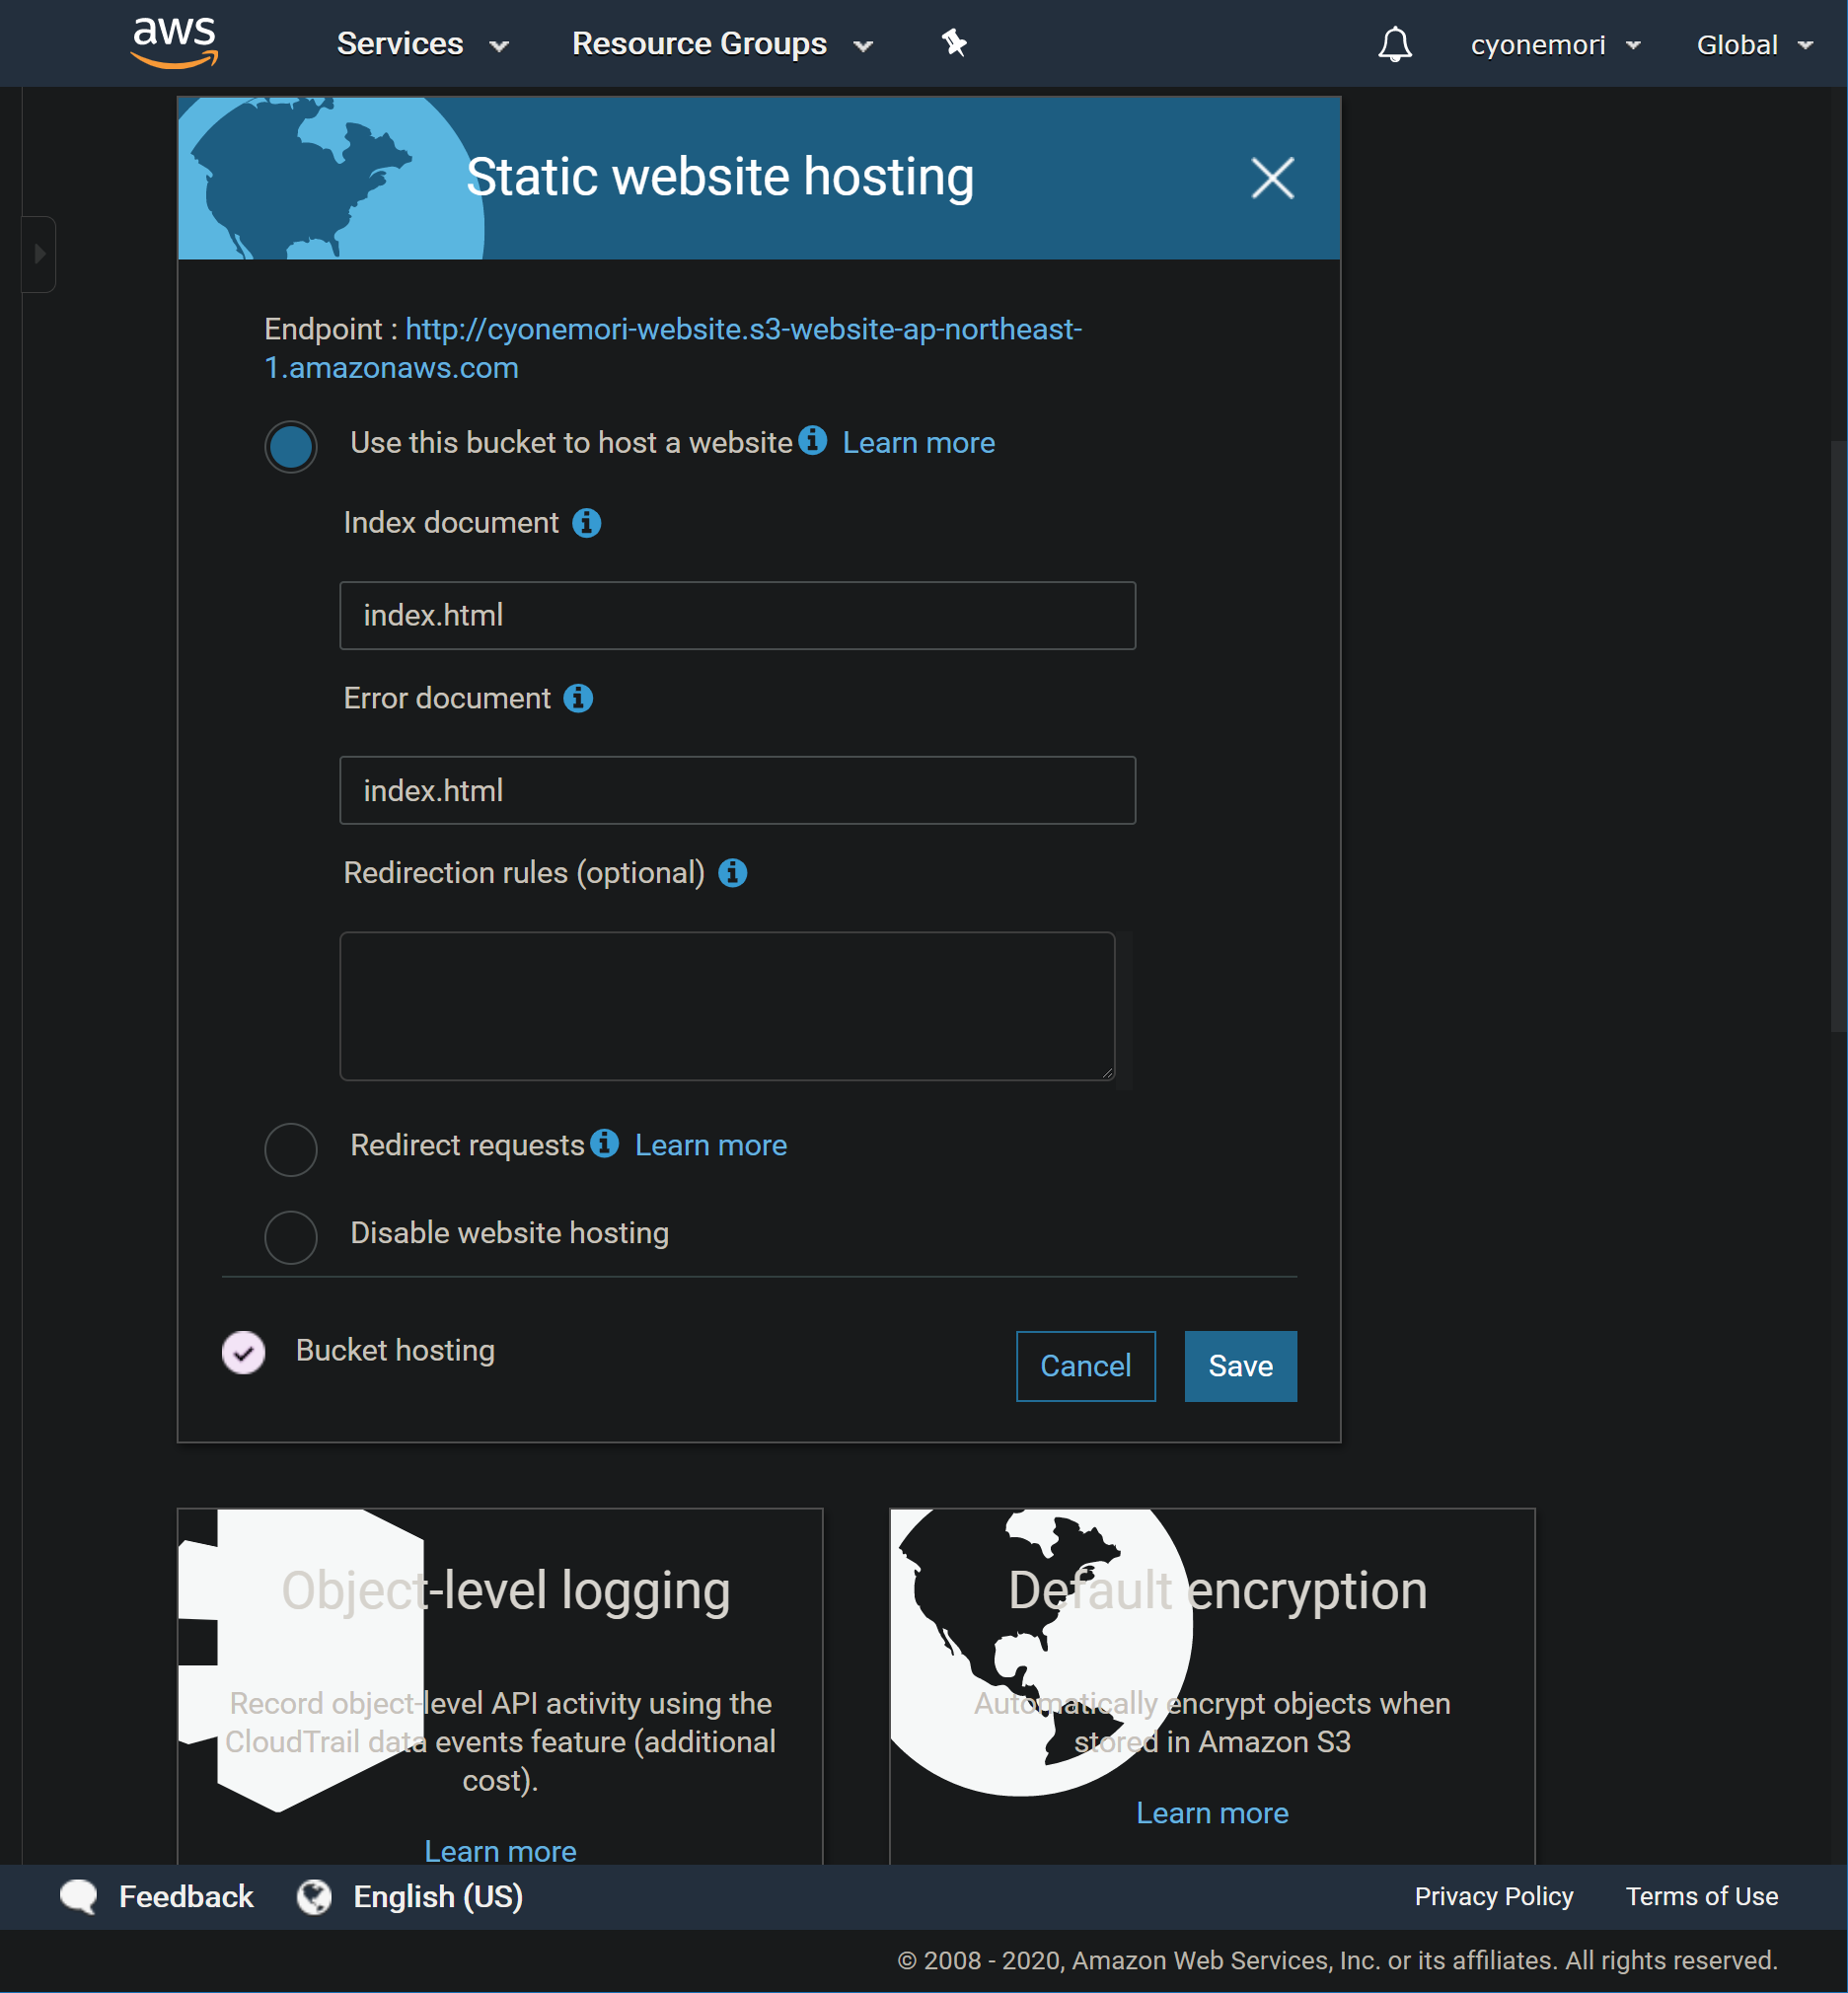 aws Services Resource Groups cyonemori Global
Static website hosting
Endpoint : http://cyonemori-website.s3-website-ap-northeast-
1.amazonaws.com
Use this bucket to host a website Learn more
Index document
index.html
Error document
index.html
Redirection rules (optional)
Redirect requests Learn more
Disable website hosting
Bucket hosting
Cancel Save
Object-level logging
Record object-level API activity using the
CloudTrail data events feature (additional
cost).
Learn more
Default encryption
Automatically encrypt objects when
stored in Amazon S3
Learn more
Feedback English (US) Privacy Policy Terms of Use
© 2008 - 2020, Amazon Web Services, Inc. or its affiliates. All rights reserved.